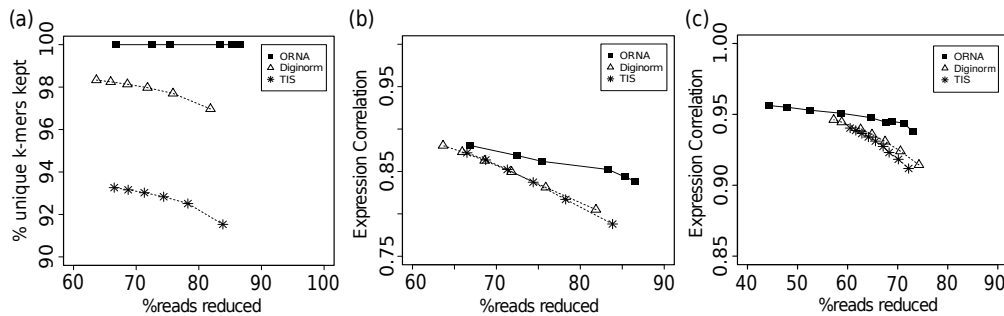 (a)
% unique k-mers kept
90 92 94 96 98 100
ORNA
Diginorm
TIS
60 70 80 90 100
%reads reduced
(b)
Expression Correlation
0.75 0.85 0.95
ORNA
Diginorm
TIS
60 65 70 75 80 85 90
%reads reduced
(c)
Expression Correlation
0.85 0.90 0.95 1.00
ORNA
Diginorm
TIS
40 50 60 70 80 90
%reads reduced